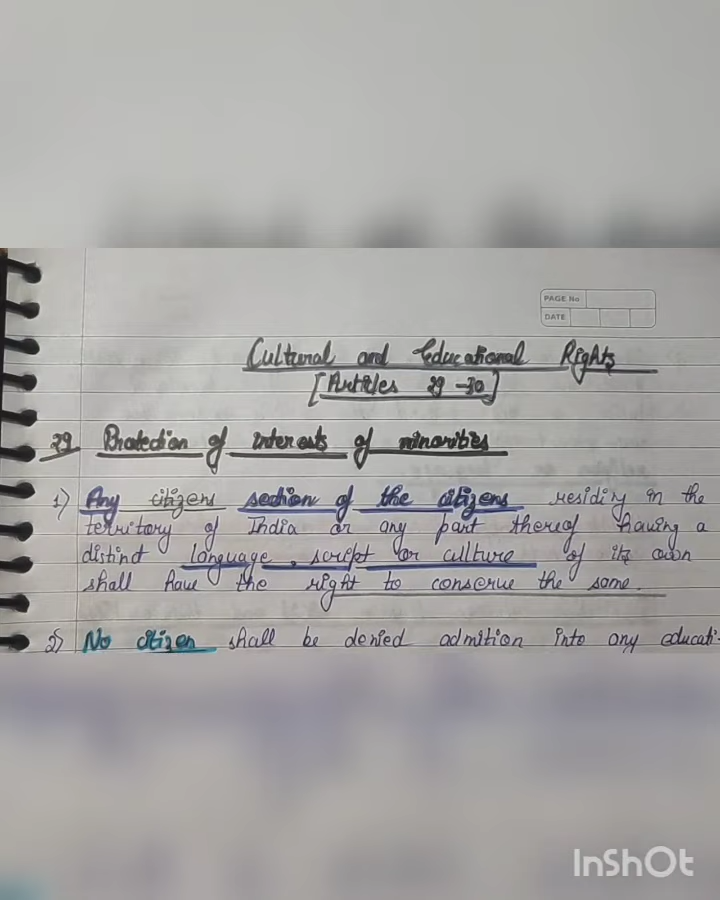 PAGE No
DATE
Cultural and Educational Rights
[Articles 29-30]
29 Protection of interests of minorities
1) Any citizens section of the citizens residing in the
territory of India or any part thereof having a
distinct language, script or culture of its own
shall have the right to conserve the same.
2) No citizen shall be denied admition into any educati-
InShOt